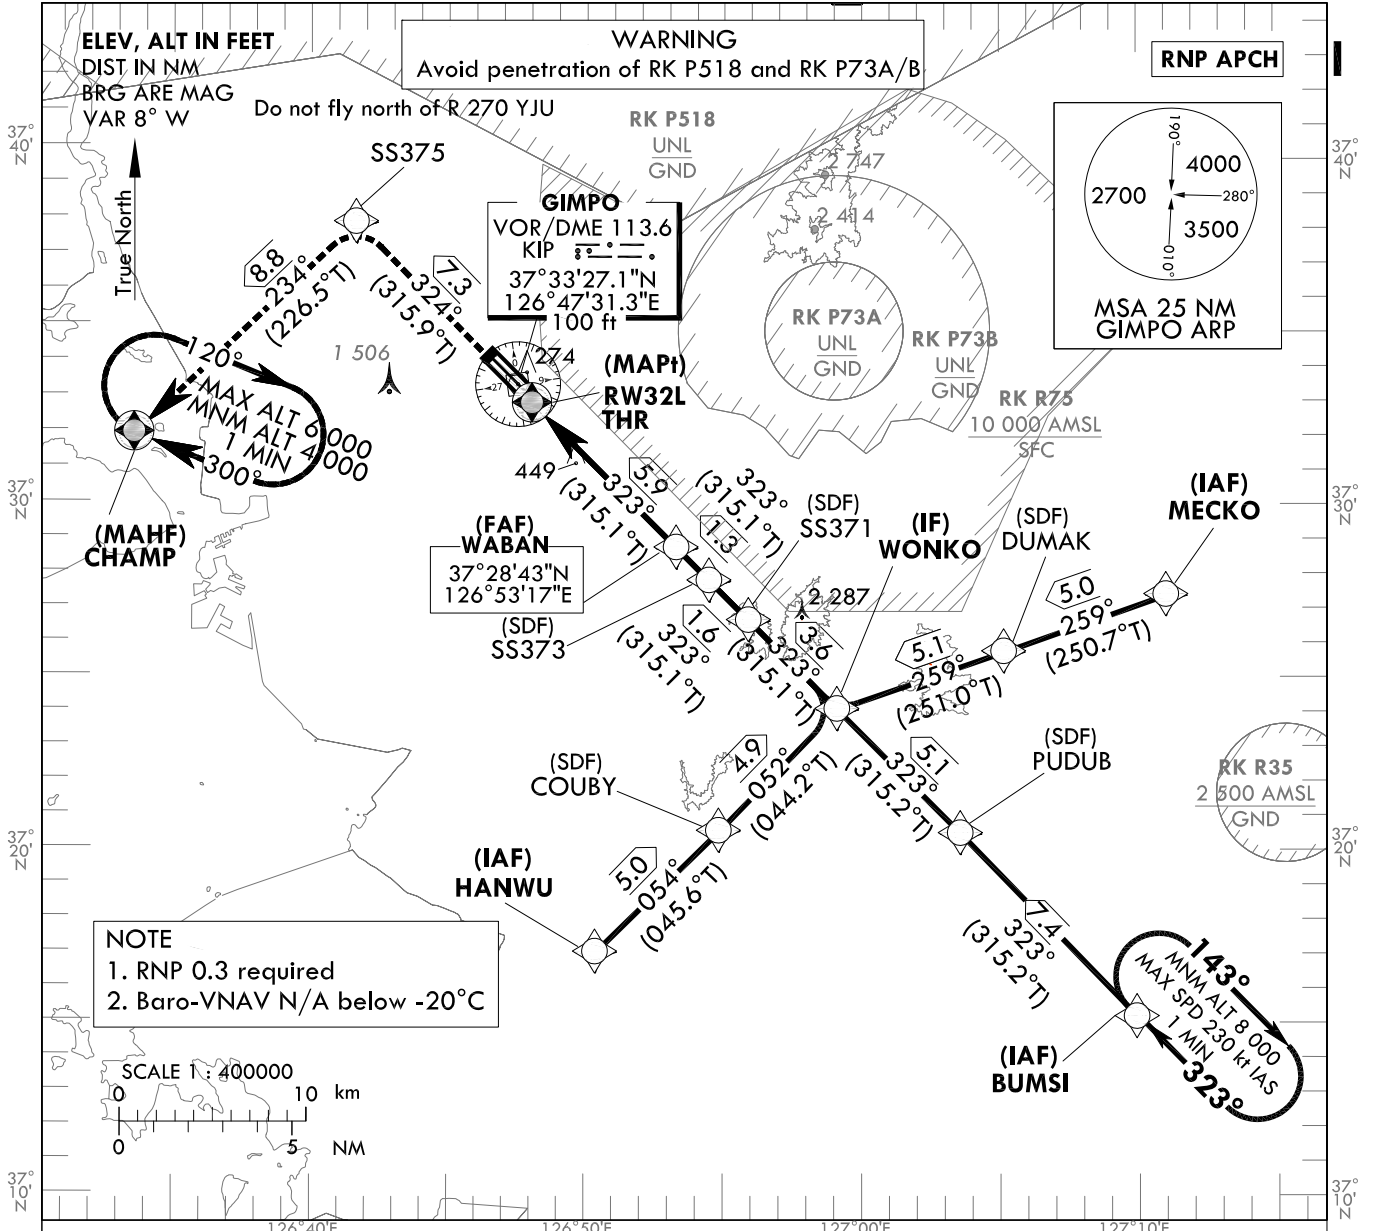 ELEV, ALT IN FEET
DIST IN NM
BRG ARE MAG
VAR 8° W
True North
WARNING
Avoid penetration of RK P518 and RK P73A/B
Do not fly north of R 270 YJU
RNP APCH
190°
4000
2700
280°
3500
010°
MSA 25 NM
GIMPO ARP
37°
40'
N
37°
40'
N
RK P518
UNL
GND
2 747
2 414
SS375
GIMPO
VOR/DME 113.6
KIP
37°33'27.1"N
126°47'31.3"E
100 ft
8.8
234°
(226.5°T)
7.3
324°
(315.9°T)
RK P73A
UNL
GND
RK P73B
UNL
GND
RK R75
10 000 AMSL
SFC
1 506
274
0
9
27
(MAPt)
RW32L
THR
120°
MAX ALT 6 000
MNM ALT 4 000
1 MIN
300°
(MAHF)
CHAMP
449
5.9
323°
(315.1°T)
323°
(315.1°T)
1.3
37°
30'
N
37°
30'
N
(FAF)
WABAN
37°28'43"N
126°53'17"E
(SDF)
SS373
(SDF)
SS371
(IF)
WONKO
(SDF)
DUMAK
(IAF)
MECKO
2 287
1.6
323°
(315.1°T)
3.6
323°
(315.1°T)
5.0
259°
(250.7°T)
5.1
259°
(251.0°T)
(SDF)
COUBY
4.9
052°
(044.2°T)
5.1
323°
(315.2°T)
(SDF)
PUDUB
RK R35
2 500 AMSL
GND
37°
20'
N
37°
20'
N
(IAF)
HANWU
5.0
054°
(045.6°T)
7.4
323°
(315.2°T)
143°
MNM ALT 8 000
MAX SPD 230 kt IAS
1 MIN
323°
(IAF)
BUMSI
NOTE
1. RNP 0.3 required
2. Baro-VNAV N/A below -20°C
SCALE 1 : 400000
0 10 km
0 5 NM
37°
10'
N
37°
10'
N
126°40'E
126°50'E
127°00'E
127°10'E